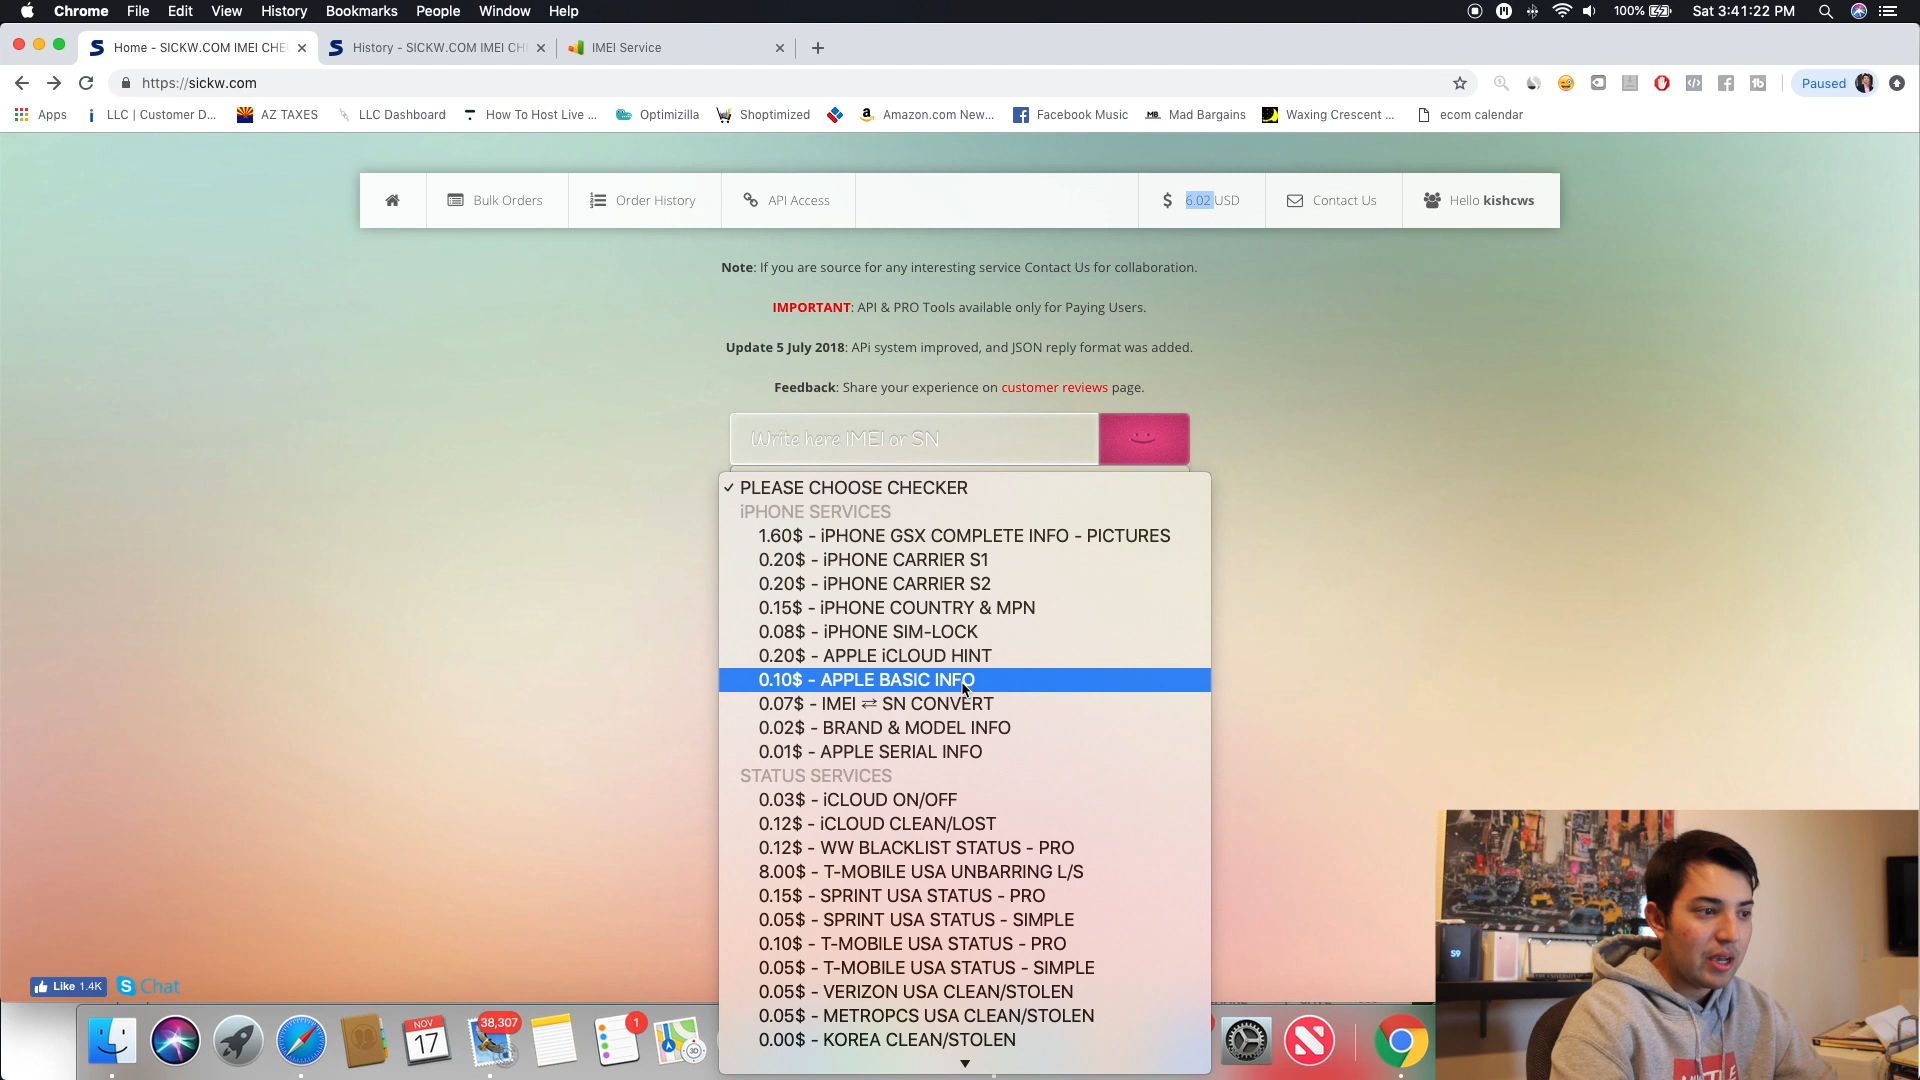 Chrome File Edit View History Bookmarks People Window Help 100% Sat 3:41:22 PM
Home - SICKW.COM IMEI CHE History - SICKW.COM IMEI CH IMEI Service
https://sickw.com Paused
Apps LLC | Customer D... AZ TAXES LLC Dashboard How To Host Live ... Optimizilla Shoptimized Amazon.com New... Facebook Music Mad Bargains Waxing Crescent ... ecom calendar
Bulk Orders Order History API Access $ 6.02 USD Contact Us Hello kishcws
Note: If you are source for any interesting service Contact Us for collaboration.
IMPORTANT: API & PRO Tools available only for Paying Users.
Update 5 July 2018: APi system improved, and JSON reply format was added.
Feedback: Share your experience on customer reviews page.
Write here IMEI or SN
✓ PLEASE CHOOSE CHECKER
iPHONE SERVICES
1.60$ - iPHONE GSX COMPLETE INFO - PICTURES
0.20$ - iPHONE CARRIER S1
0.20$ - iPHONE CARRIER S2
0.15$ - iPHONE COUNTRY & MPN
0.08$ - iPHONE SIM-LOCK
0.20$ - APPLE iCLOUD HINT
0.10$ - APPLE BASIC INFO
0.07$ - IMEI ⇄ SN CONVERT
0.02$ - BRAND & MODEL INFO
0.01$ - APPLE SERIAL INFO
STATUS SERVICES
0.03$ - iCLOUD ON/OFF
0.12$ - iCLOUD CLEAN/LOST
0.12$ - WW BLACKLIST STATUS - PRO
8.00$ - T-MOBILE USA UNBARRING L/S
0.15$ - SPRINT USA STATUS - PRO
0.05$ - SPRINT USA STATUS - SIMPLE
0.10$ - T-MOBILE USA STATUS - PRO
0.05$ - T-MOBILE USA STATUS - SIMPLE
0.05$ - VERIZON USA CLEAN/STOLEN
0.05$ - METROPCS USA CLEAN/STOLEN
0.00$ - KOREA CLEAN/STOLEN
Like 1.4K Chat
NOV 17 38,307 1 3D
S9